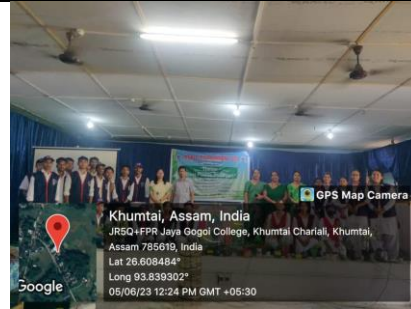 GPS Map Camera
Khumtai, Assam, India
JR5Q+FPR Jaya Gogoi College, Khumtai Chariali, Khumtai,
Assam 785619, India
Lat 26.608484°
Long 93.839302°
05/06/23 12:24 PM GMT +05:30
Google